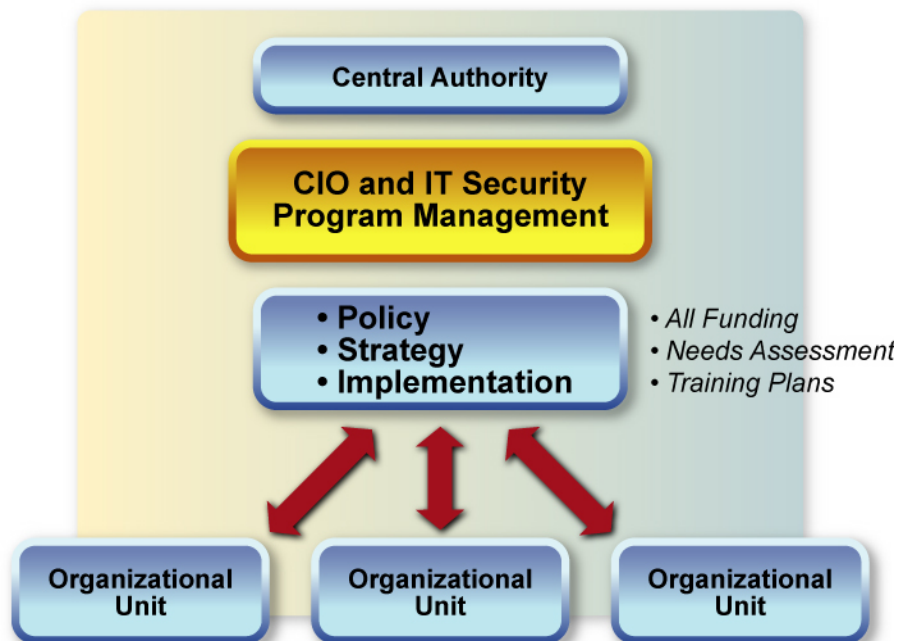 Central Authority
CIO and IT Security
Program Management
• Policy
• Strategy
• Implementation
• All Funding
• Needs Assessment
• Training Plans
Organizational
Unit
Organizational
Unit
Organizational
Unit